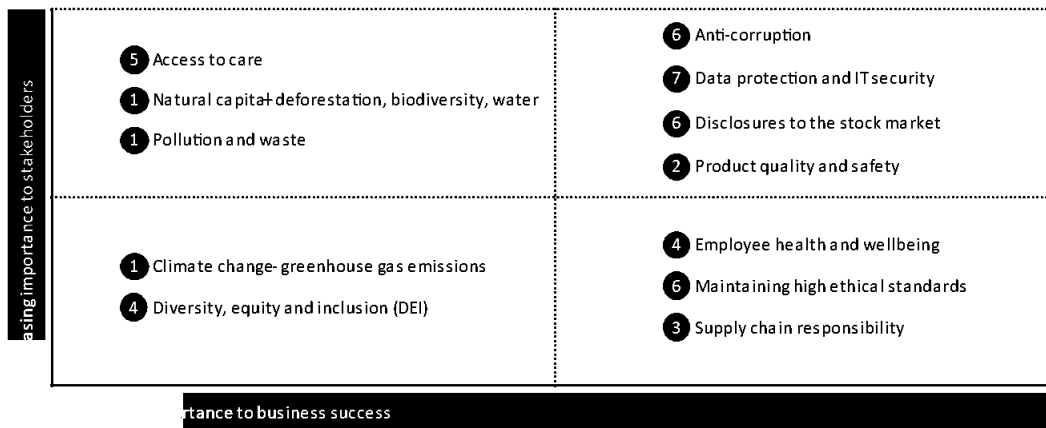 asing importance to stakeholders
5 Access to care
1 Natural capital- deforestation, biodiversity, water
1 Pollution and waste
6 Anti-corruption
7 Data protection and IT security
6 Disclosures to the stock market
2 Product quality and safety
1 Climate change- greenhouse gas emissions
4 Diversity, equity and inclusion (DEI)
4 Employee health and wellbeing
6 Maintaining high ethical standards
3 Supply chain responsibility
rtance to business success